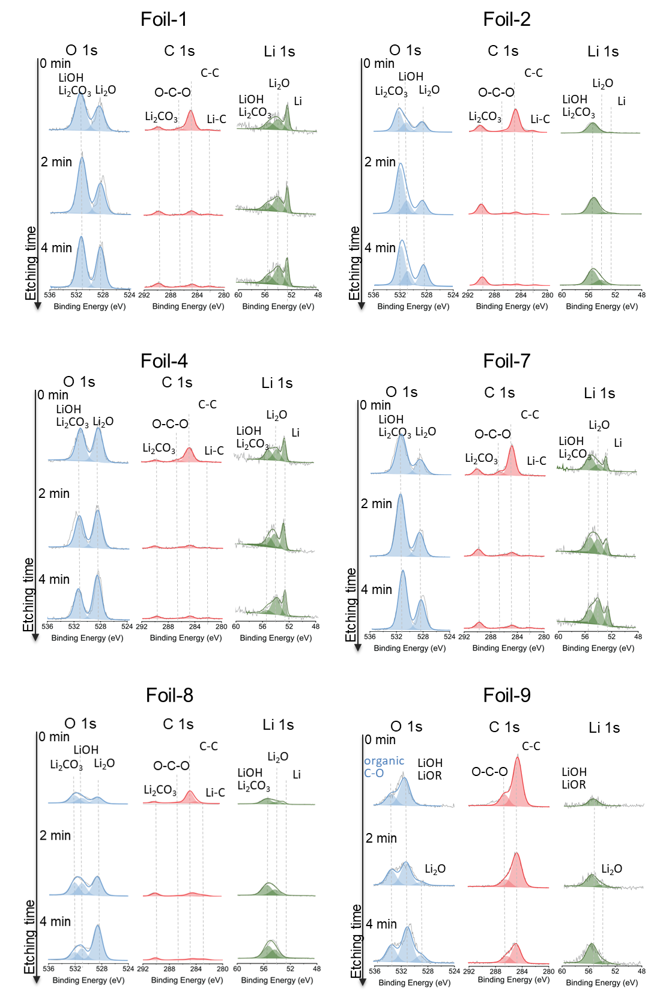 Foil-1
O 1s
C 1s
Li 1s
0 min
LiOH
Li2CO3
Li2O
O-C-O
C-C
Li2CO3
Li-C
LiOH
Li2CO3
Li2O
Li
2 min
4 min
Etching time
536 532 528 524
292 288 284 280
60 56 52 48
Binding Energy (eV)
Binding Energy (eV)
Binding Energy (eV)
Foil-2
O 1s
C 1s
Li 1s
0 min
Li2CO3
LiOH
Li2O
O-C-O
C-C
Li2CO3
Li-C
LiOH
Li2CO3
Li2O
Li
2 min
4 min
Etching time
536 532 528 524
292 288 284 280
60 56 52 48
Binding Energy (eV)
Binding Energy (eV)
Binding Energy (eV)
Foil-4
O 1s
C 1s
Li 1s
0 min
LiOH
Li2CO3
Li2O
O-C-O
C-C
Li2CO3
Li-C
LiOH
Li2CO3
Li2O
Li
2 min
4 min
Etching time
536 532 528 524
292 288 284 280
60 56 52 48
Binding Energy (eV)
Binding Energy (eV)
Binding Energy (eV)
Foil-7
O 1s
C 1s
Li 1s
0 min
LiOH
Li2CO3
Li2O
O-C-O
C-C
Li2CO3
Li-C
LiOH
Li2CO3
Li2O
Li
2 min
4 min
Etching time
536 532 528 524
292 288 284 280
60 56 52 48
Binding Energy (eV)
Binding Energy (eV)
Binding Energy (eV)
Foil-8
O 1s
C 1s
Li 1s
0 min
Li2CO3
LiOH
Li2O
O-C-O
C-C
Li2CO3
Li-C
LiOH
Li2CO3
Li2O
Li
2 min
4 min
Etching time
536 532 528 524
292 288 284 280
60 56 52 48
Binding Energy (eV)
Binding Energy (eV)
Binding Energy (eV)
Foil-9
O 1s
C 1s
Li 1s
0 min
organic
C-O
LiOH
LiOR
O-C-O
C-C
LiOH
LiOR
2 min
Li2O
Li2O
4 min
Etching time
536 532 528 524
292 288 284 280
60 56 52 48
Binding Energy (eV)
Binding Energy (eV)
Binding Energy (eV)